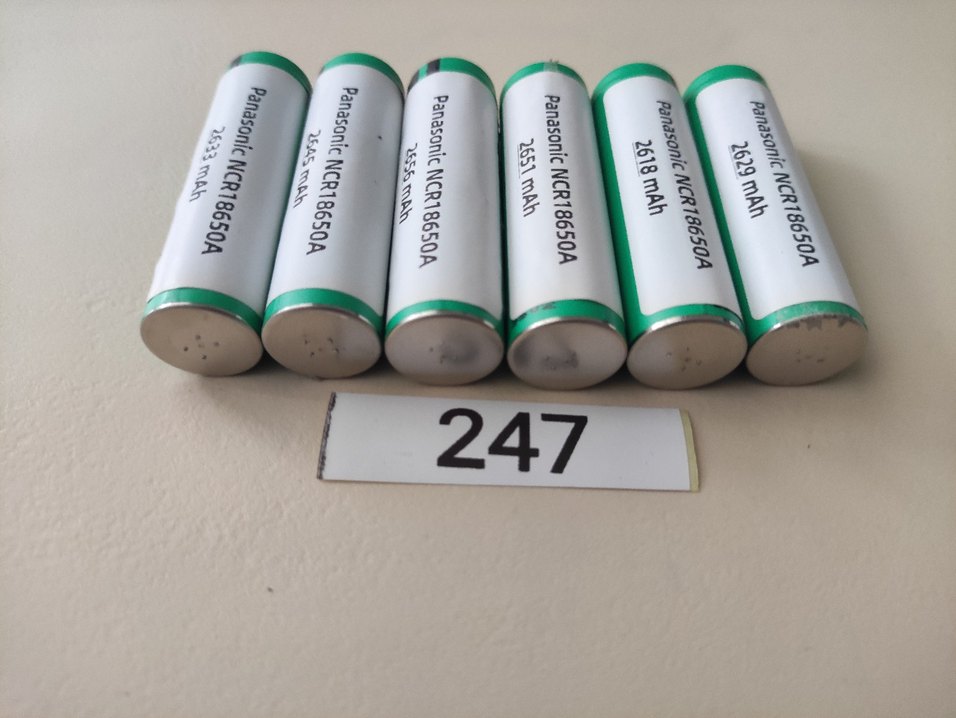 Panasonic NCR18650A
2633 mAh
Panasonic NCR18650A
2645 mAh
Panasonic NCR18650A
2656 mAh
Panasonic NCR18650A
2651 mAh
Panasonic NCR18650A
2618 mAh
Panasonic NCR18650A
2629 mAh
247